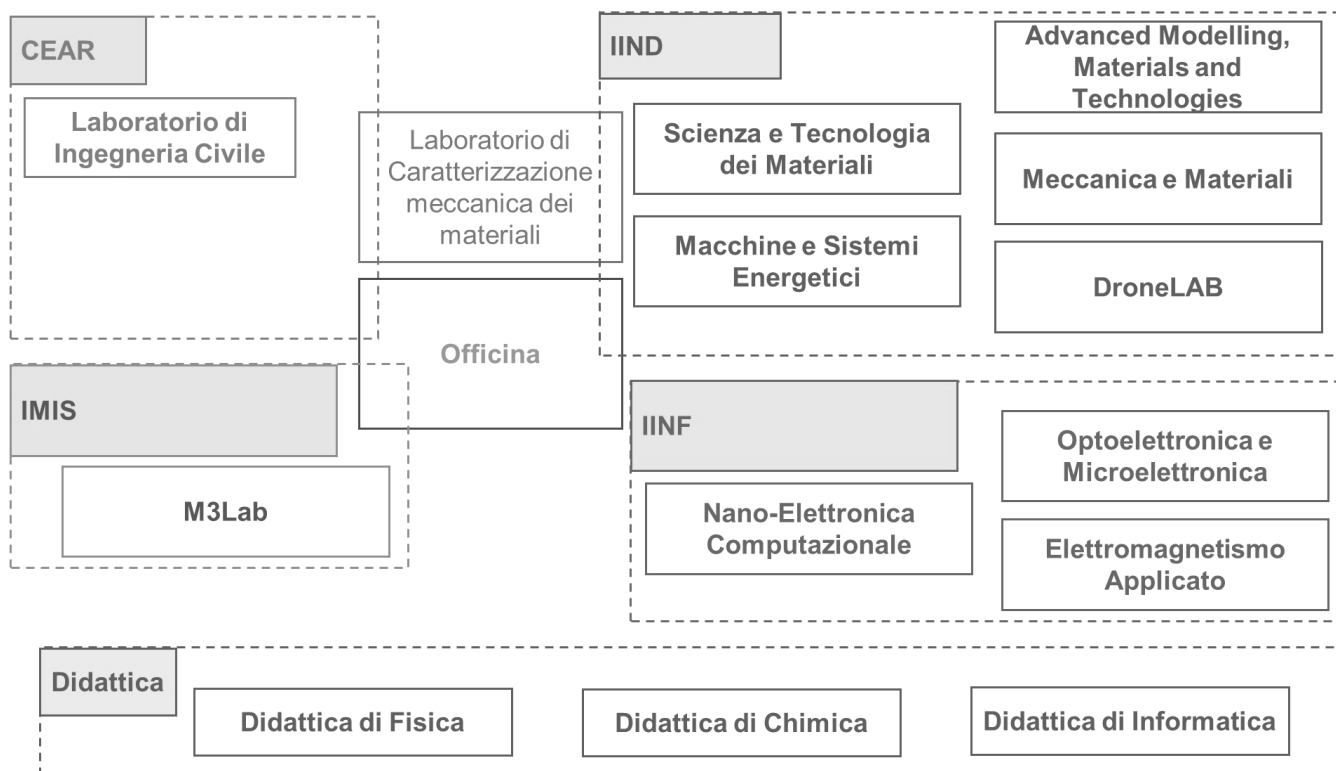 CEAR
Laboratorio di
Ingegneria Civile
Laboratorio di
Caratterizzazione
meccanica dei
materiali
Officina
IIND
Scienza e Tecnologia
dei Materiali
Macchine e Sistemi
Energetici
Advanced Modelling,
Materials and
Technologies
Meccanica e Materiali
DroneLAB
IMIS
M3Lab
IINF
Nano-Elettronica
Computazionale
Optoelettronica e
Microelettronica
Elettromagnetismo
Applicato
Didattica
Didattica di Fisica
Didattica di Chimica
Didattica di Informatica